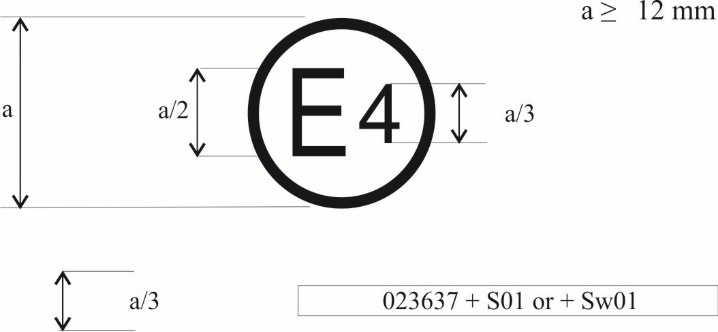 a ≥ 12 mm
a
a/2
E4
a/3
a/3
023637 + S01 or + Sw01